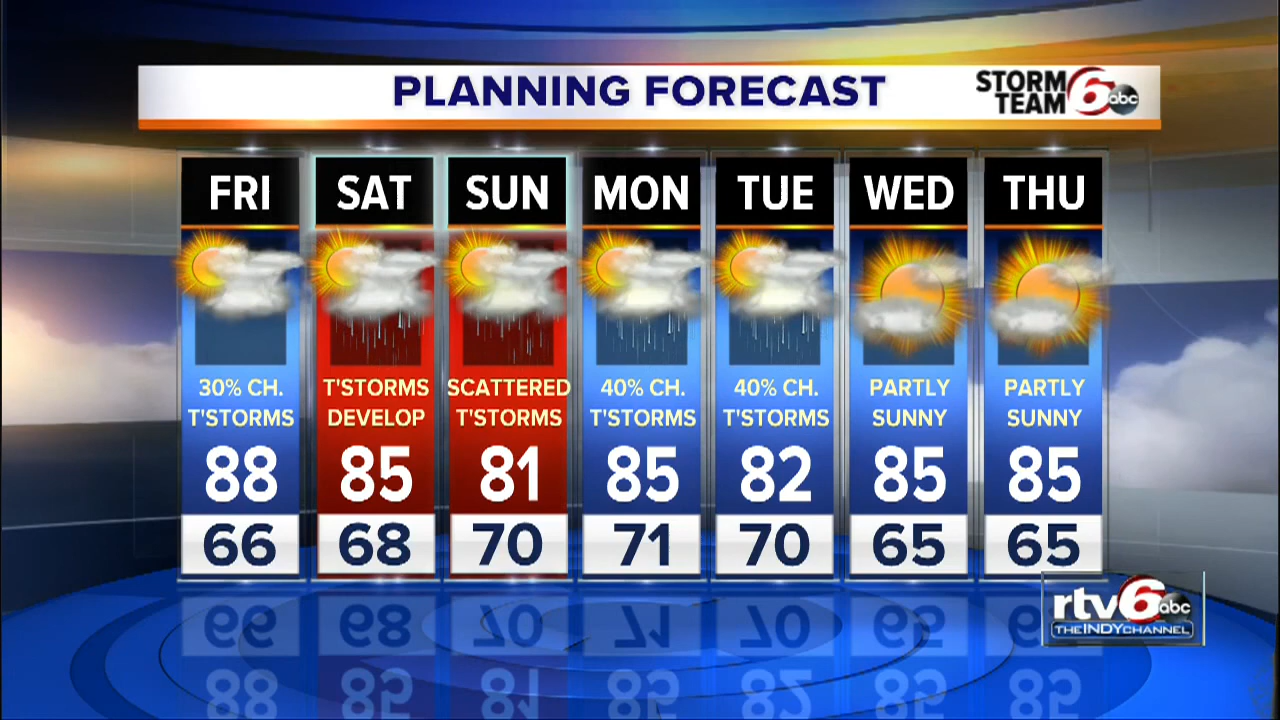 PLANNING FORECAST
STORM
TEAM 6 abc
FRI SAT SUN MON TUE WED THU
30% CH. T'STORMS SCATTERED 40% CH. 40% CH. PARTLY PARTLY
T'STORMS DEVELOP T'STORMS T'STORMS T'STORMS SUNNY SUNNY
88 85 81 85 82 85 85
66 68 70 71 70 65 65
rtv6 abc
THE INDY CHANNEL